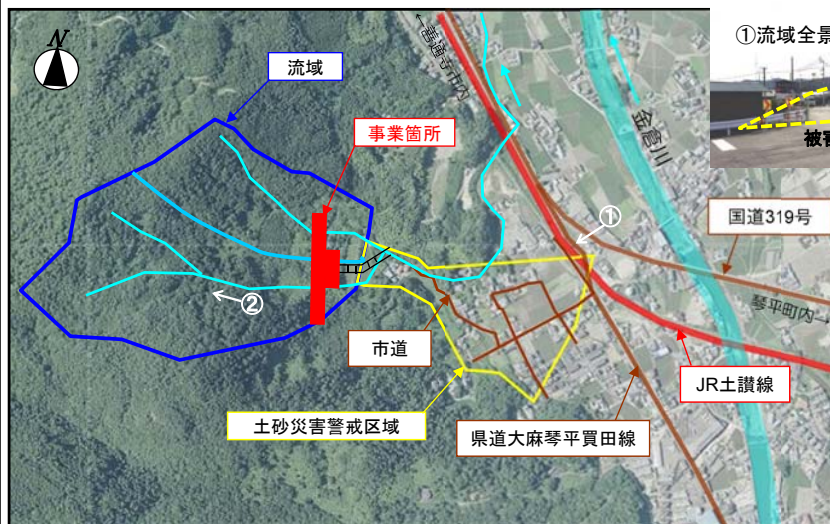 N
流域
事業箇所
←善通寺市内
金倉川
①流域全景
被害
①
国道319号
琴平町内→
②
市道
JR土讃線
土砂災害警戒区域
県道大麻琴平買田線